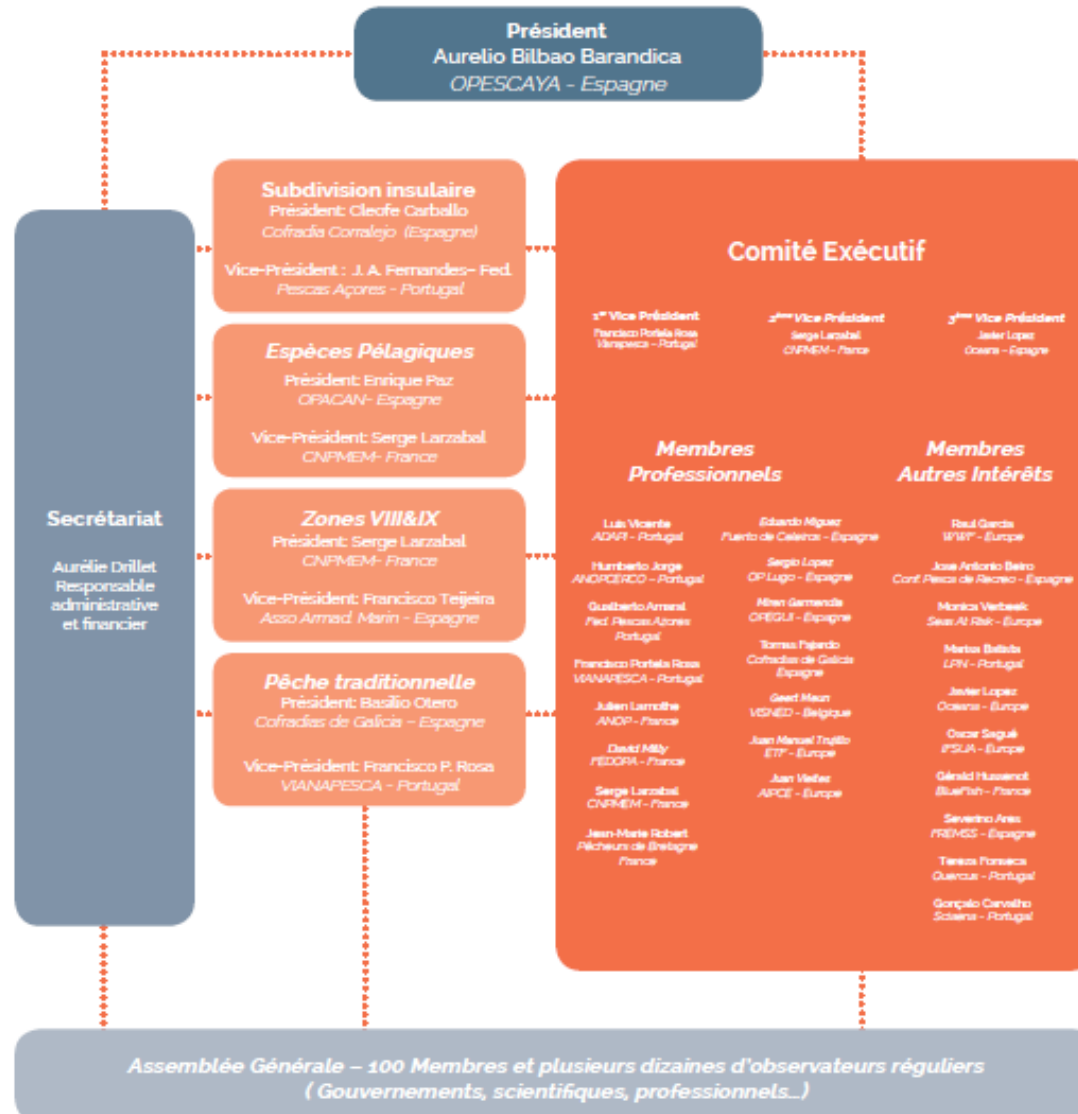 Président
Aurelio Bilbao Barandica
OPESCAYA - Espagne
Subdivision insulaire
Président: Cleofe Carballo
Cofradia Corralejo (Espagne)
Vice-Président : J. A. Fernandes- Fed.
Pescas Açores - Portugal
Espèces Pélagiques
Président: Enrique Paz
OPACAN- Espagne
Vice-Président: Serge Larzabal
CNPMEM- France
Zones VIII&IX
Président: Serge Larzabal
CNPMEM- France
Vice-Président: Francisco Teijeira
Asso Armad. Marin - Espagne
Pêche traditionnelle
Président: Basilio Otero
Cofradias de Galicia - Espagne
Vice-Président: Francisco P. Rosa
VIANAPESCA - Portugal
Secrétariat
Aurélie Drillet
Responsable
administrative
et financier
Comité Exécutif
1er Vice Président
Francisco Portela Rosa
Vianapesca - Portugal
2ème Vice Président
Serge Larzabal
CNPMEM - France
3ème Vice Président
Javier Lopez
Oceana - Espagne
Membres
Professionnels
Luis Vicente
ADAPI - Portugal
Humberto Jorge
ANOPCERCO - Portugal
Gualberto Amaral
Fed. Pescas Açores
Portugal
Francisco Portela Rosa
VIANAPESCA - Portugal
Julien Lamothe
ANOP - France
David Milly
FEDOPA - France
Serge Larzabal
CNPMEM - France
Jean-Marie Robert
Pêcheurs de Bretagne
France
Eduardo Miguez
Puerto de Celeiros - Espagne
Sergio Lopez
OP Lugo - Espagne
Miren Garmendia
OPEGUI - Espagne
Tomas Fajardo
Cofradias de Galicia
Espagne
Geert Meun
VISNED - Belgique
Juan Manuel Trujillo
ETF - Europe
Juan
AIPCE - Europe
Membres
Autres Intérêts
Raul Garcia
WWF - Europe
Jose Antonio Beiro
Conf. Pesca de Recreo - Espagne
Monica Verbeek
Seas At Risk - Europe
Marisa Batista
LPN - Portugal
Javier Lopez
Oceana - Europe
Oscar Sagué
IFSUA - Europe
Gérald Hussenot
BlueFish - France
Severino Ares
FREMSS - Espagne
Tereza Fonseca
Quercus - Portugal
Gonçalo Carvalho
Sciaena - Portugal
Assemblée Générale – 100 Membres et plusieurs dizaines d'observateurs réguliers
( Gouvernements, scientifiques, professionnels...)